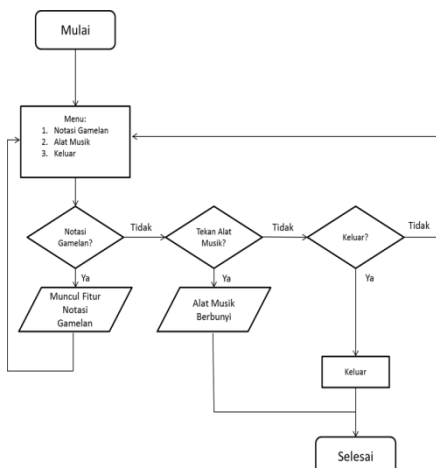 Mulai
Menu:
1. Notasi Gamelan
2. Alat Musik
3. Keluar
Notasi
Gamelan?
Tidak
Tekan Alat
Musik?
Tidak
Keluar?
Tidak
Ya
Ya
Ya
Muncul Fitur
Notasi
Gamelan
Alat Musik
Berbunyi
Keluar
Selesai